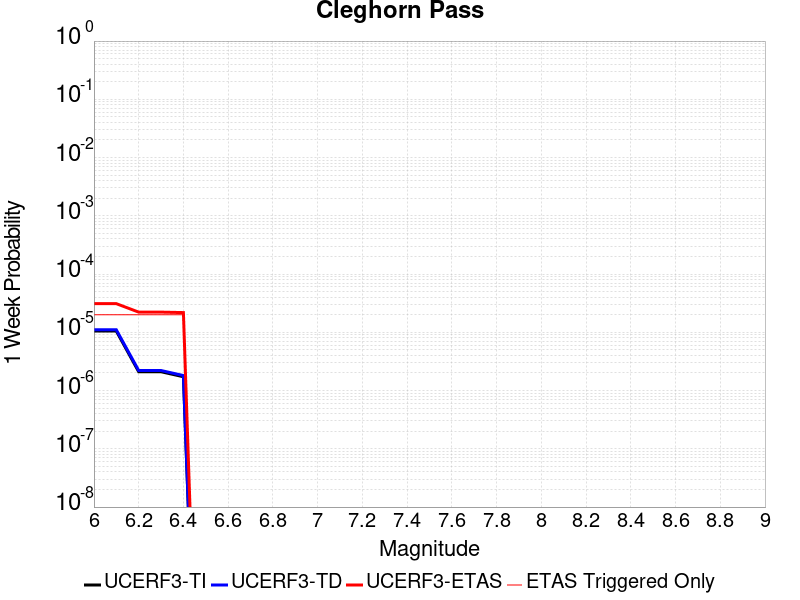 Cleghorn Pass
10^0
10^-1
10^-2
10^-3
10^-4
10^-5
10^-6
10^-7
10^-8
1 Week Probability
6 6.2 6.4 6.6 6.8 7 7.2 7.4 7.6 7.8 8 8.2 8.4 8.6 8.8 9
Magnitude
UCERF3-TI UCERF3-TD UCERF3-ETAS ETAS Triggered Only